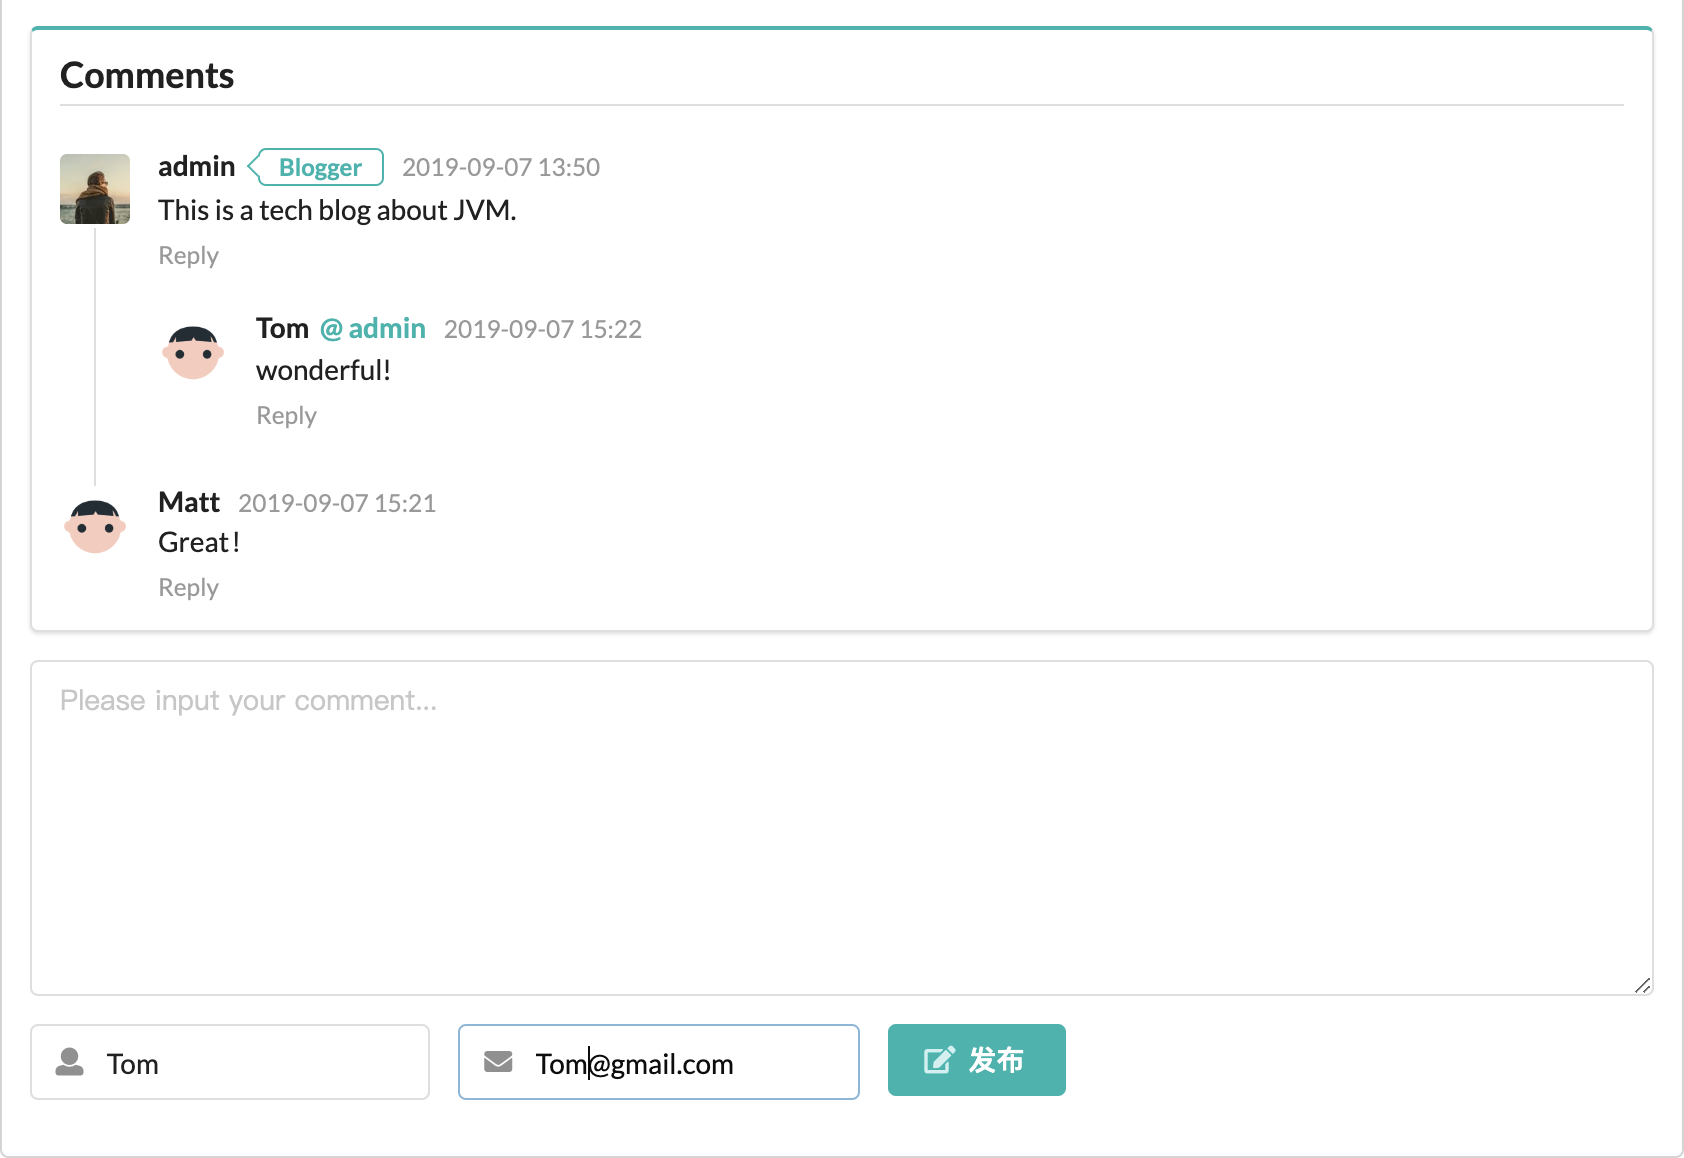 Comments
admin Blogger 2019-09-07 13:50
This is a tech blog about JVM.
Reply
Tom @ admin 2019-09-07 15:22
wonderful!
Reply
Matt 2019-09-07 15:21
Great!
Reply
Please input your comment...
Tom Tom@gmail.com 发布